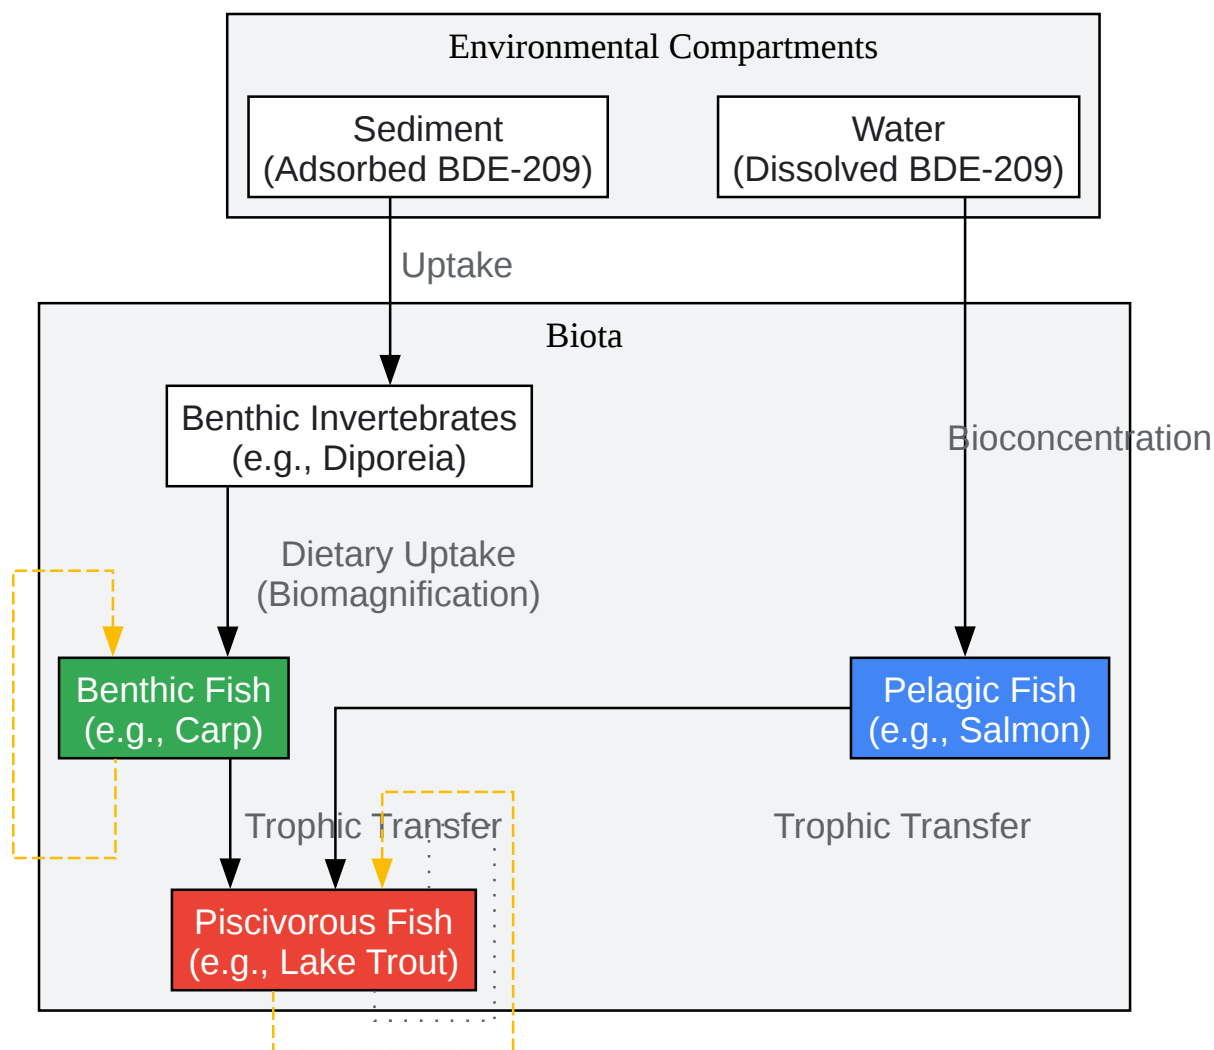 Environmental Compartments
Sediment
(Adsorbed BDE-209)
Water
(Dissolved BDE-209)
Uptake
Biota
Benthic Invertebrates
(e.g., Diporeia)
Bioconcentration
Dietary Uptake
(Biomagnification)
Benthic Fish
(e.g., Carp)
Pelagic Fish
(e.g., Salmon)
Trophic Transfer
Trophic Transfer
Piscivorous Fish
(e.g., Lake Trout)